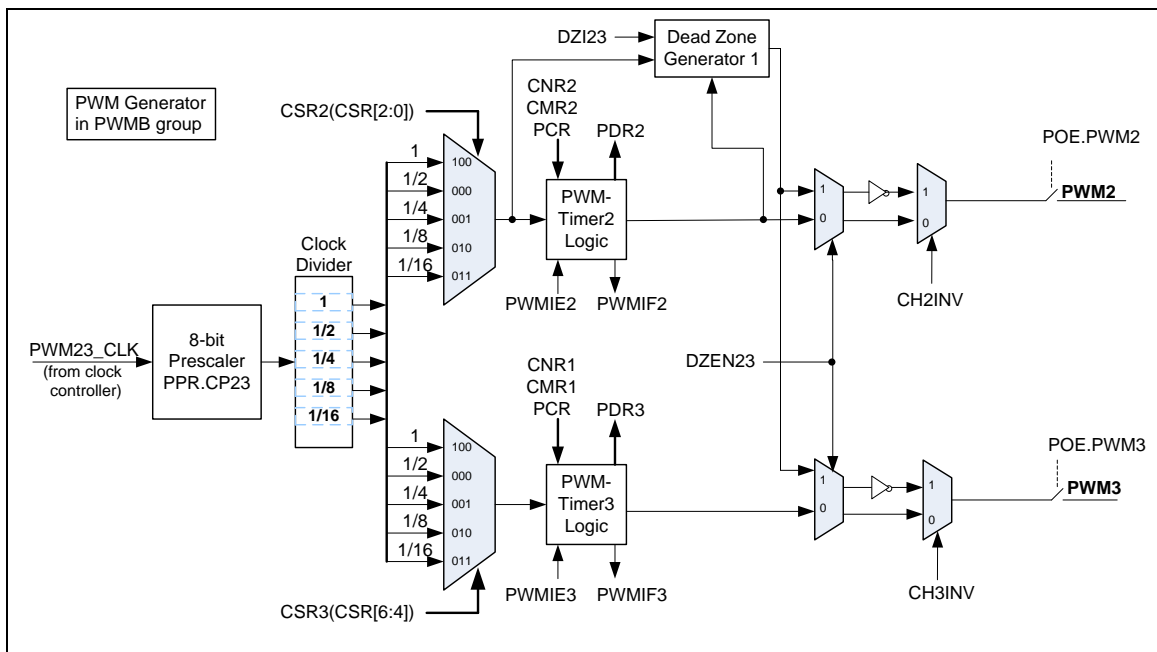 DZI23
Dead Zone
Generator 1
PWM Generator
in PWMB group
CSR2(CSR[2:0])
CNR2
CMR2
PCR
PDR2
POE.PWM2
1
1/2
1/4
1/8
1/16
100
000
001
010
011
PWM-
Timer2
Logic
1
0
1
0
PWM2
PWMIE2
PWMIF2
CH2INV
Clock
Divider
1
1/2
1/4
1/8
1/16
PWM23_CLK
(from clock
controller)
8-bit
Prescaler
PPR.CP23
DZEN23
CNR1
CMR1
PCR
PDR3
POE.PWM3
1
1/2
1/4
1/8
1/16
100
000
001
010
011
PWM-
Timer3
Logic
1
0
1
0
PWM3
PWMIE3
PWMIF3
CH3INV
CSR3(CSR[6:4])